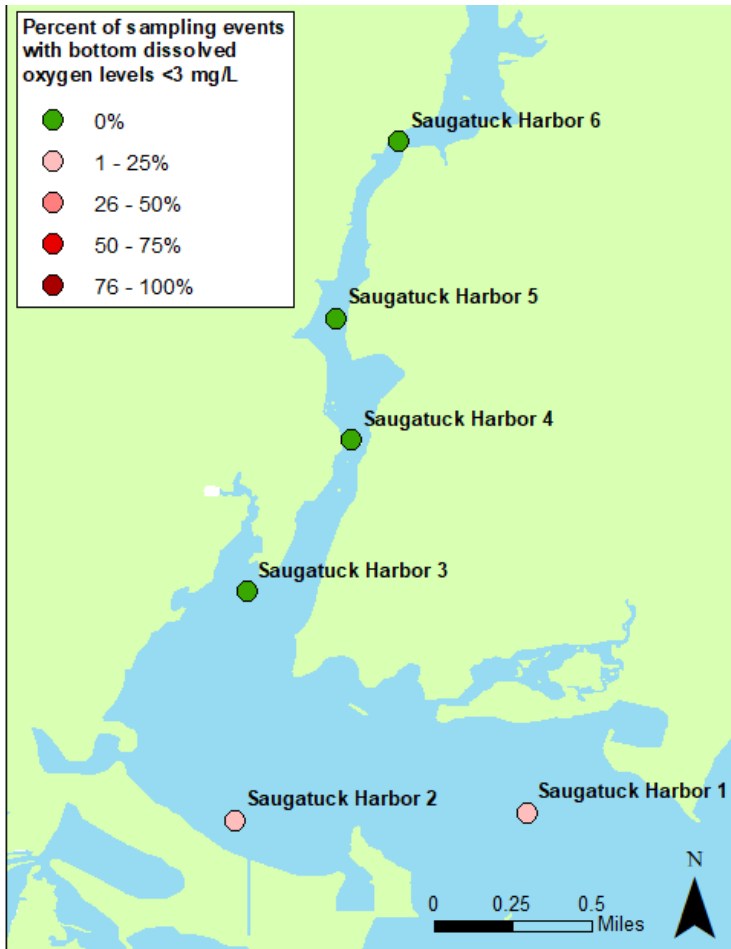 Percent of sampling events
with bottom dissolved
oxygen levels <3 mg/L
0%
1 - 25%
26 - 50%
50 - 75%
76 - 100%
Saugatuck Harbor 6
Saugatuck Harbor 5
Saugatuck Harbor 4
Saugatuck Harbor 3
Saugatuck Harbor 2
Saugatuck Harbor 1
N
0 0.25 0.5
Miles